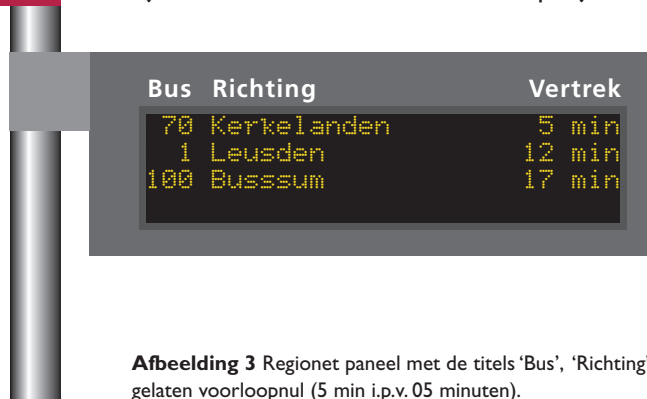 Bus Richting Vertrek
70 Kerkelanden 5 min
1 Leusden 12 min
100 Busssum 17 min
Afbeelding 3 Regionet paneel met de titels 'Bus', 'Richting'
gelaten voorloopnul (5 min i.p.v. 05 minuten).